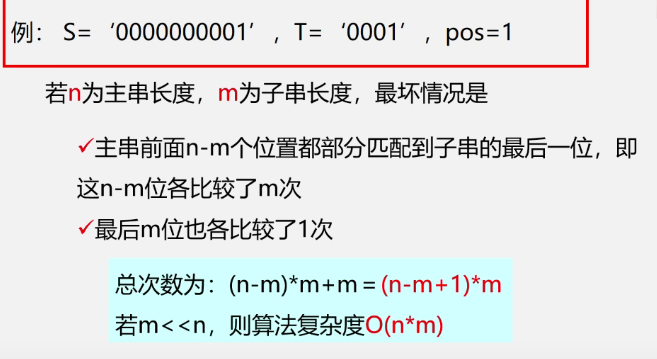 例： S=‘0000000001’，T=‘0001’，pos=1
若n为主串长度，m为子串长度，最坏情况是
✓主串前面n-m个位置都部分匹配到子串的最后一位，即
这n-m位各比较了m次
✓最后m位也各比较了1次
总次数为：(n-m)*m+m＝(n-m+1)*m
若m<<n，则算法复杂度O(n*m)